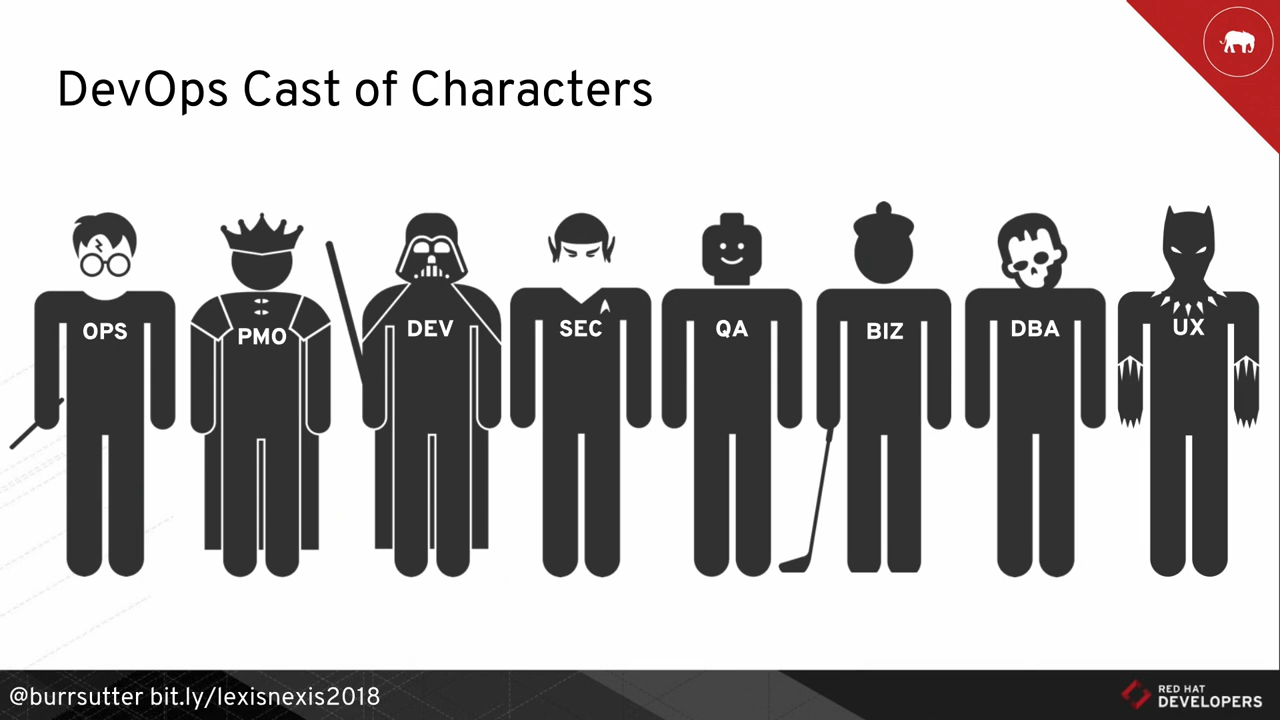 DevOps Cast of Characters
OPS
PMO
DEV
SEC
QA
BIZ
DBA
UX
@burrsutter bit.ly/lexisnexis2018
RED HAT
DEVELOPERS